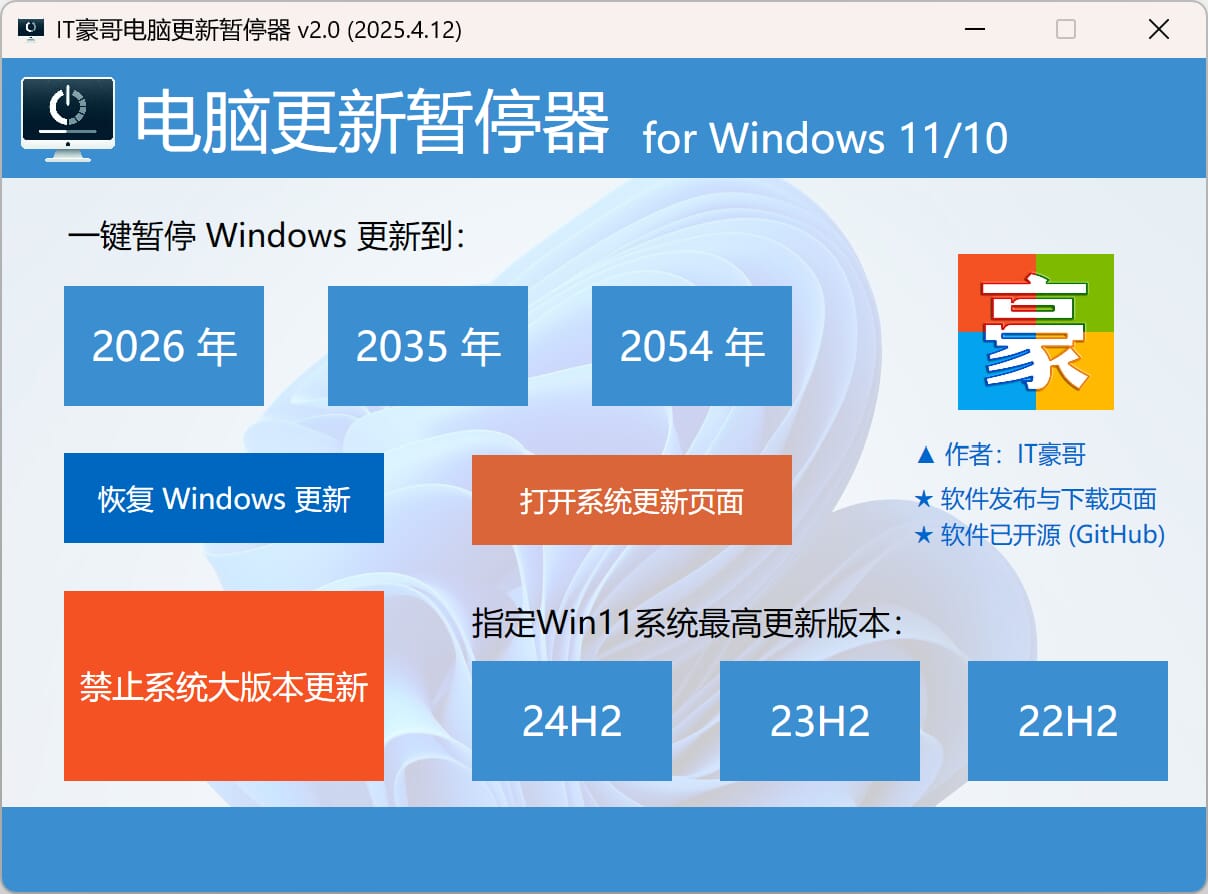 IT豪哥电脑更新暂停器 v2.0 (2025.4.12)
电脑更新暂停器 for Windows 11/10
一键暂停 Windows 更新到：
2026 年
2035 年
2054 年
豪
▲ 作者：IT豪哥
★ 软件发布与下载页面
★ 软件已开源 (GitHub)
恢复 Windows 更新
打开系统更新页面
禁止系统大版本更新
指定Win11系统最高更新版本：
24H2
23H2
22H2